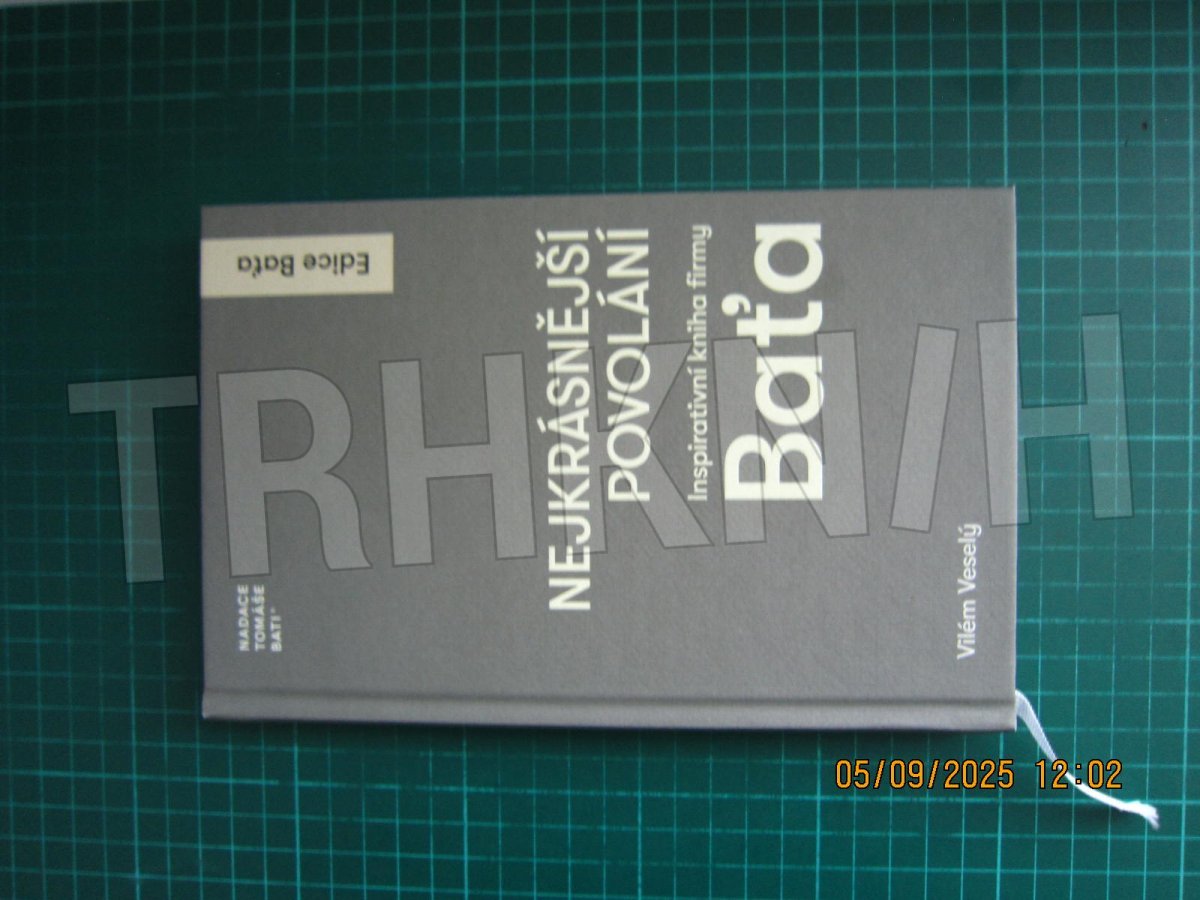 NADACE
TOMÁŠE
BATI
Edice Baťa
NEJKRÁSNĚJŠÍ
POVOLÁNÍ
Inspirativní kniha firmy
Baťa
Vilém Veselý
TRHKNIH
05/09/2025 12:02